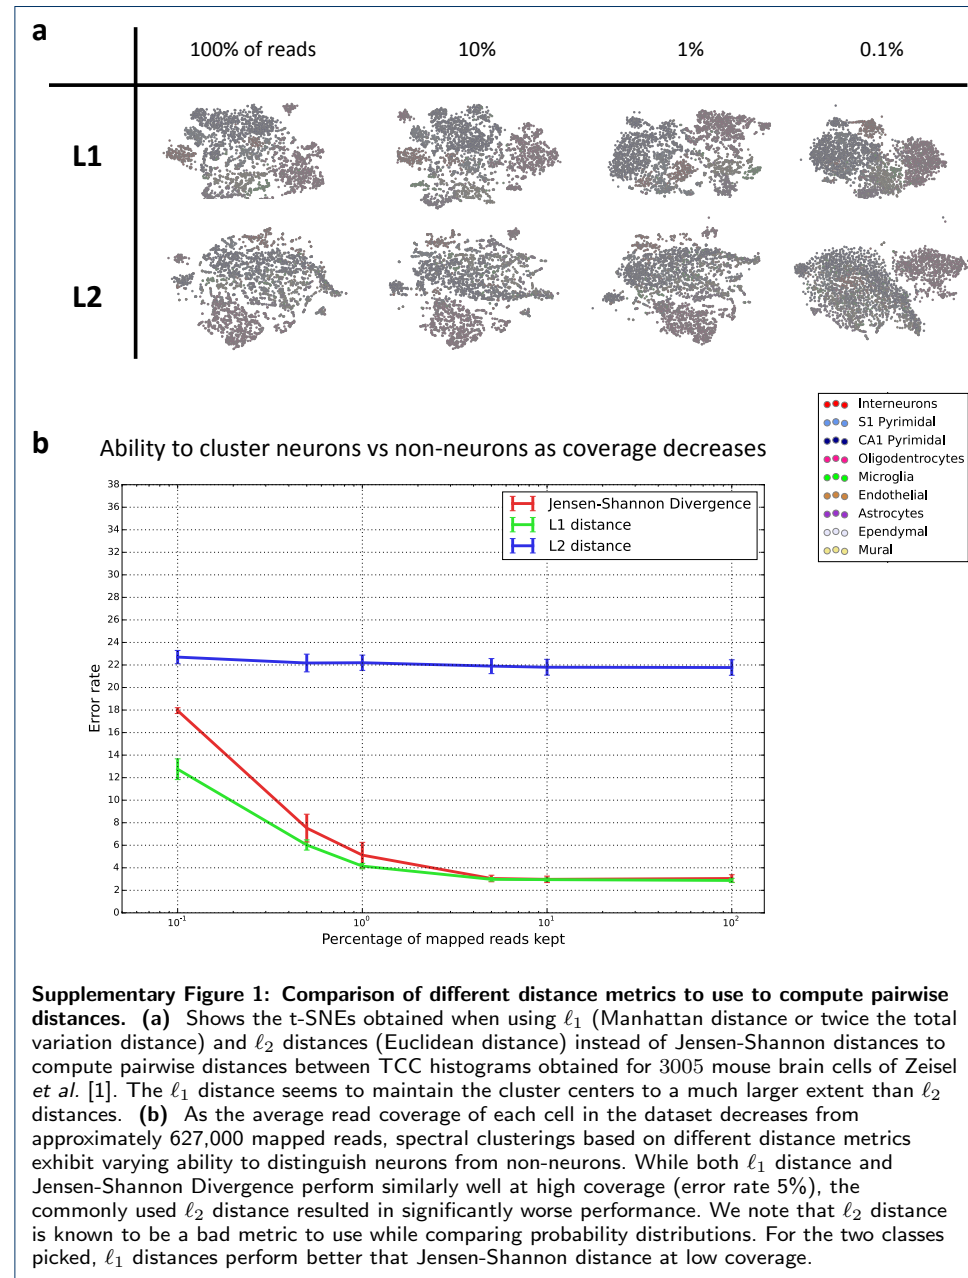 a
100% of reads 10% 1% 0.1%
L1
L2
Interneurons
S1 Pyrimidal
CA1 Pyrimidal
Oligodentrocytes
Microglia
Endothelial
Astrocytes
Ependymal
Mural
b Ability to cluster neurons vs non-neurons as coverage decreases
Jensen-Shannon Divergence
L1 distance
L2 distance
38
36
34
32
30
28
26
24
22
20
18
16
14
12
10
8
6
4
2
0
Error rate
10⁻¹ 10⁰ 10¹ 10²
Percentage of mapped reads kept
Supplementary Figure 1: Comparison of different distance metrics to use to compute pairwise
distances. (a) Shows the t-SNEs obtained when using ℓ₁ (Manhattan distance or twice the total
variation distance) and ℓ₂ distances (Euclidean distance) instead of Jensen-Shannon distances to
compute pairwise distances between TCC histograms obtained for 3005 mouse brain cells of Zeisel
et al. [1]. The ℓ₁ distance seems to maintain the cluster centers to a much larger extent than ℓ₂
distances. (b) As the average read coverage of each cell in the dataset decreases from
approximately 627,000 mapped reads, spectral clusterings based on different distance metrics
exhibit varying ability to distinguish neurons from non-neurons. While both ℓ₁ distance and
Jensen-Shannon Divergence perform similarly well at high coverage (error rate 5%), the
commonly used ℓ₂ distance resulted in significantly worse performance. We note that ℓ₂ distance
is known to be a bad metric to use while comparing probability distributions. For the two classes
picked, ℓ₁ distances perform better that Jensen-Shannon distance at low coverage.